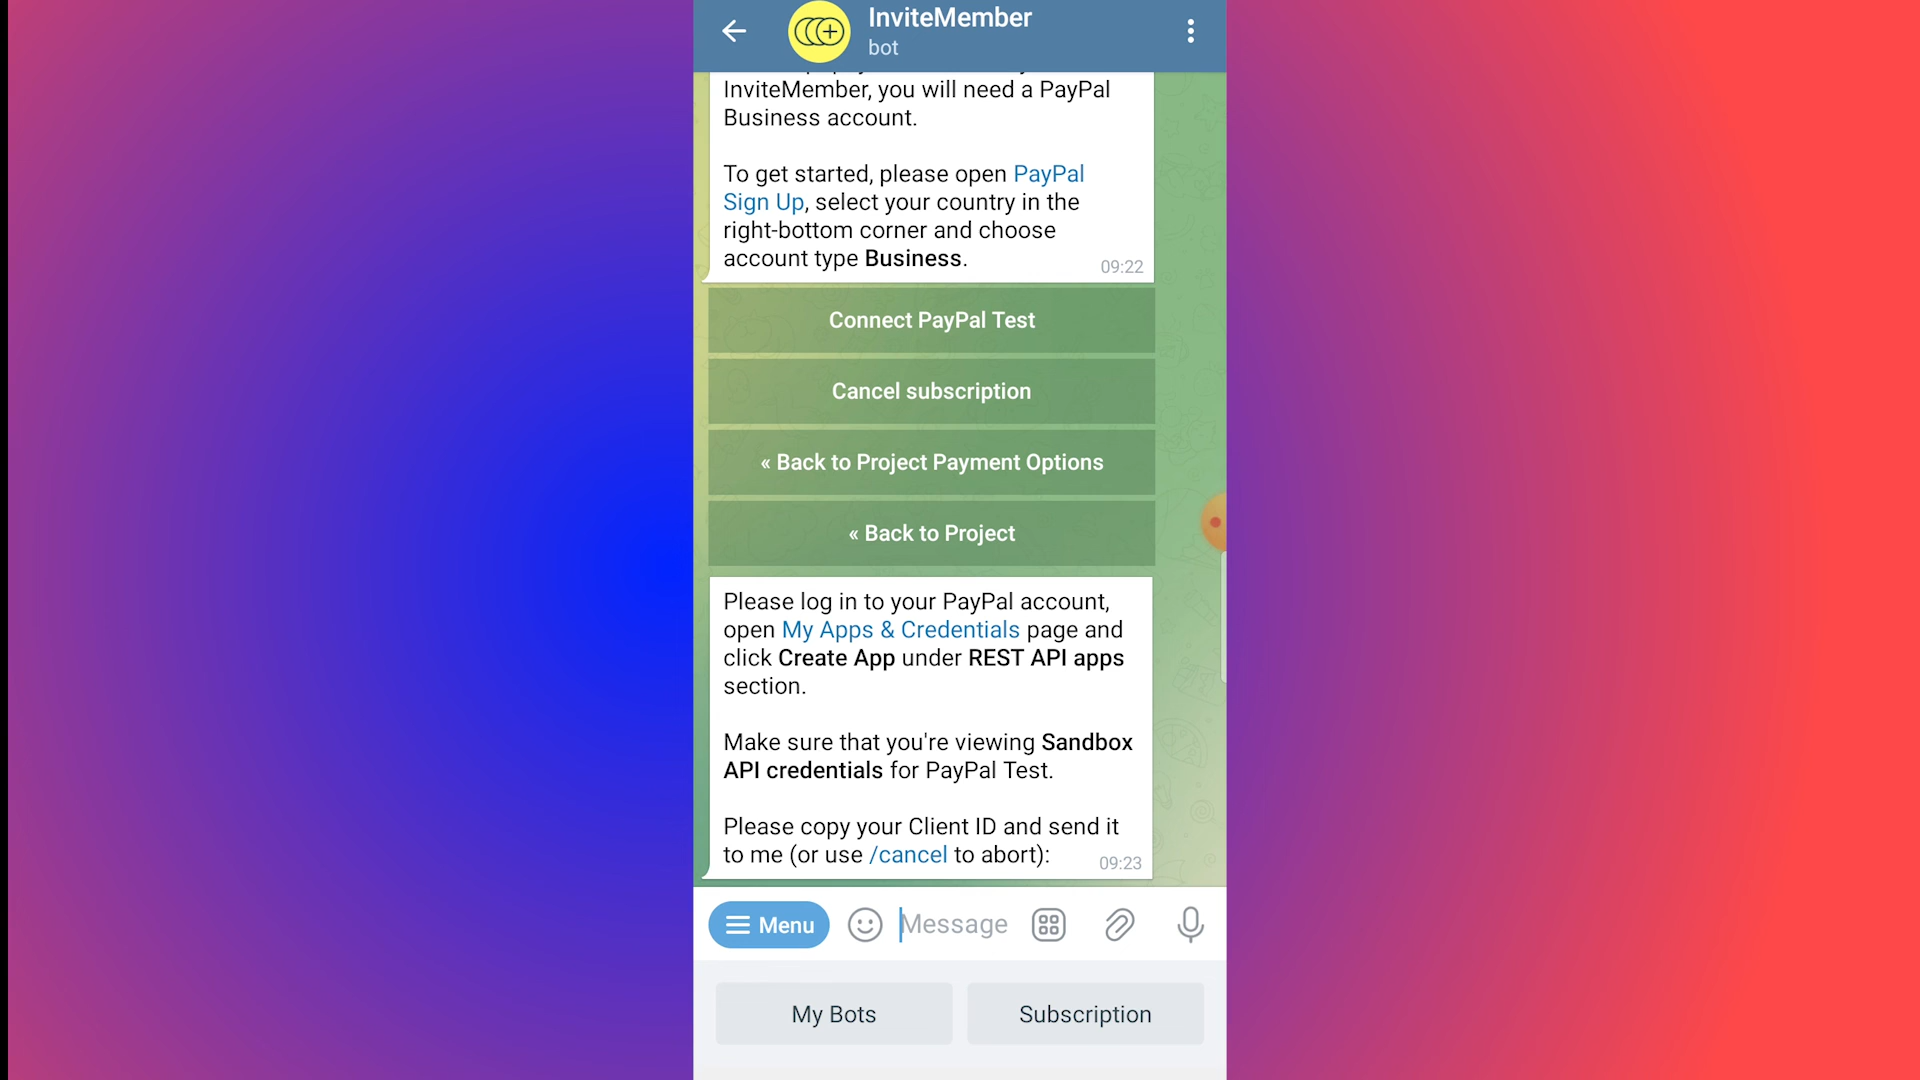 InviteMember
bot
InviteMember, you will need a PayPal
Business account.
To get started, please open PayPal
Sign Up, select your country in the
right-bottom corner and choose
account type Business.
09:22
Connect PayPal Test
Cancel subscription
« Back to Project Payment Options
« Back to Project
Please log in to your PayPal account,
open My Apps & Credentials page and
click Create App under REST API apps
section.
Make sure that you're viewing Sandbox
API credentials for PayPal Test.
Please copy your Client ID and send it
to me (or use /cancel to abort):
09:23
Menu
Message
My Bots
Subscription